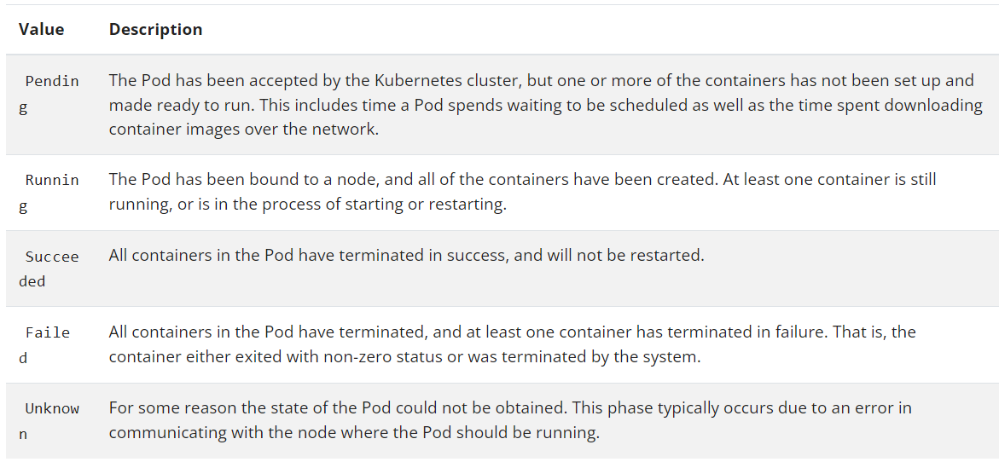 Value Description
Pendin
g
The Pod has been accepted by the Kubernetes cluster, but one or more of the containers has not been set up and
made ready to run. This includes time a Pod spends waiting to be scheduled as well as the time spent downloading
container images over the network.
Runnin
g
The Pod has been bound to a node, and all of the containers have been created. At least one container is still
running, or is in the process of starting or restarting.
Succee
ded
All containers in the Pod have terminated in success, and will not be restarted.
Faile
d
All containers in the Pod have terminated, and at least one container has terminated in failure. That is, the
container either exited with non-zero status or was terminated by the system.
Unknow
n
For some reason the state of the Pod could not be obtained. This phase typically occurs due to an error in
communicating with the node where the Pod should be running.